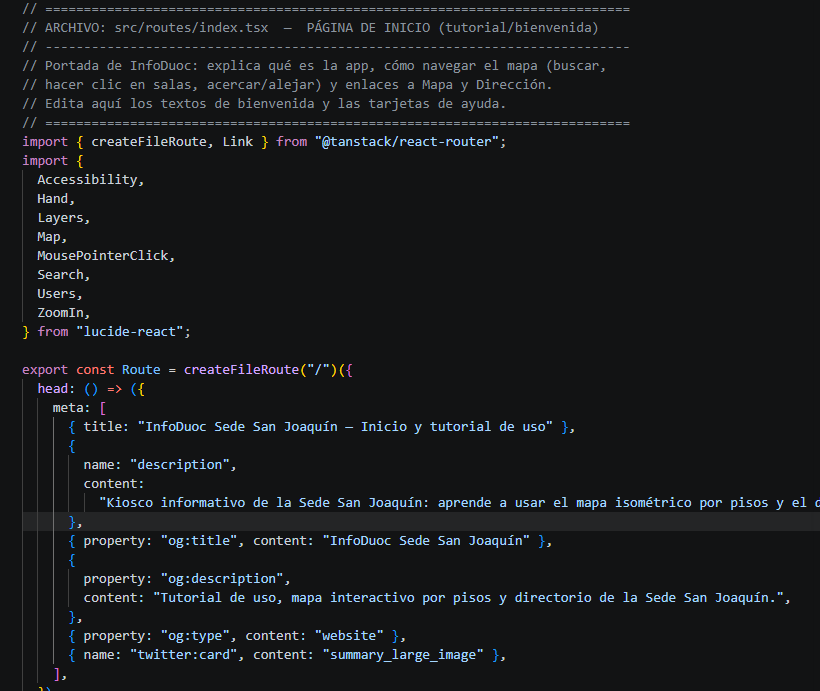 // =============================================================================
// ARCHIVO: src/routes/index.tsx  —  PÁGINA DE INICIO (tutorial/bienvenida)
// -----------------------------------------------------------------------------
// Portada de InfoDuoc: explica qué es la app, cómo navegar el mapa (buscar,
// hacer clic en salas, acercar/alejar) y enlaces a Mapa y Dirección.
// Edita aquí los textos de bienvenida y las tarjetas de ayuda.
// =============================================================================
import { createFileRoute, Link } from "@tanstack/react-router";
import {
  Accessibility,
  Hand,
  Layers,
  Map,
  MousePointerClick,
  Search,
  Users,
  ZoomIn,
} from "lucide-react";

export const Route = createFileRoute("/")({
  head: () => ({
    meta: [
      { title: "InfoDuoc Sede San Joaquín — Inicio y tutorial de uso" },
      {
        name: "description",
        content:
          "Kiosco informativo de la Sede San Joaquín: aprende a usar el mapa isométrico por pisos y el
      },
      { property: "og:title", content: "InfoDuoc Sede San Joaquín" },
      {
        property: "og:description",
        content: "Tutorial de uso, mapa interactivo por pisos y directorio de la Sede San Joaquín.",
      },
      { property: "og:type", content: "website" },
      { name: "twitter:card", content: "summary_large_image" },
    ],